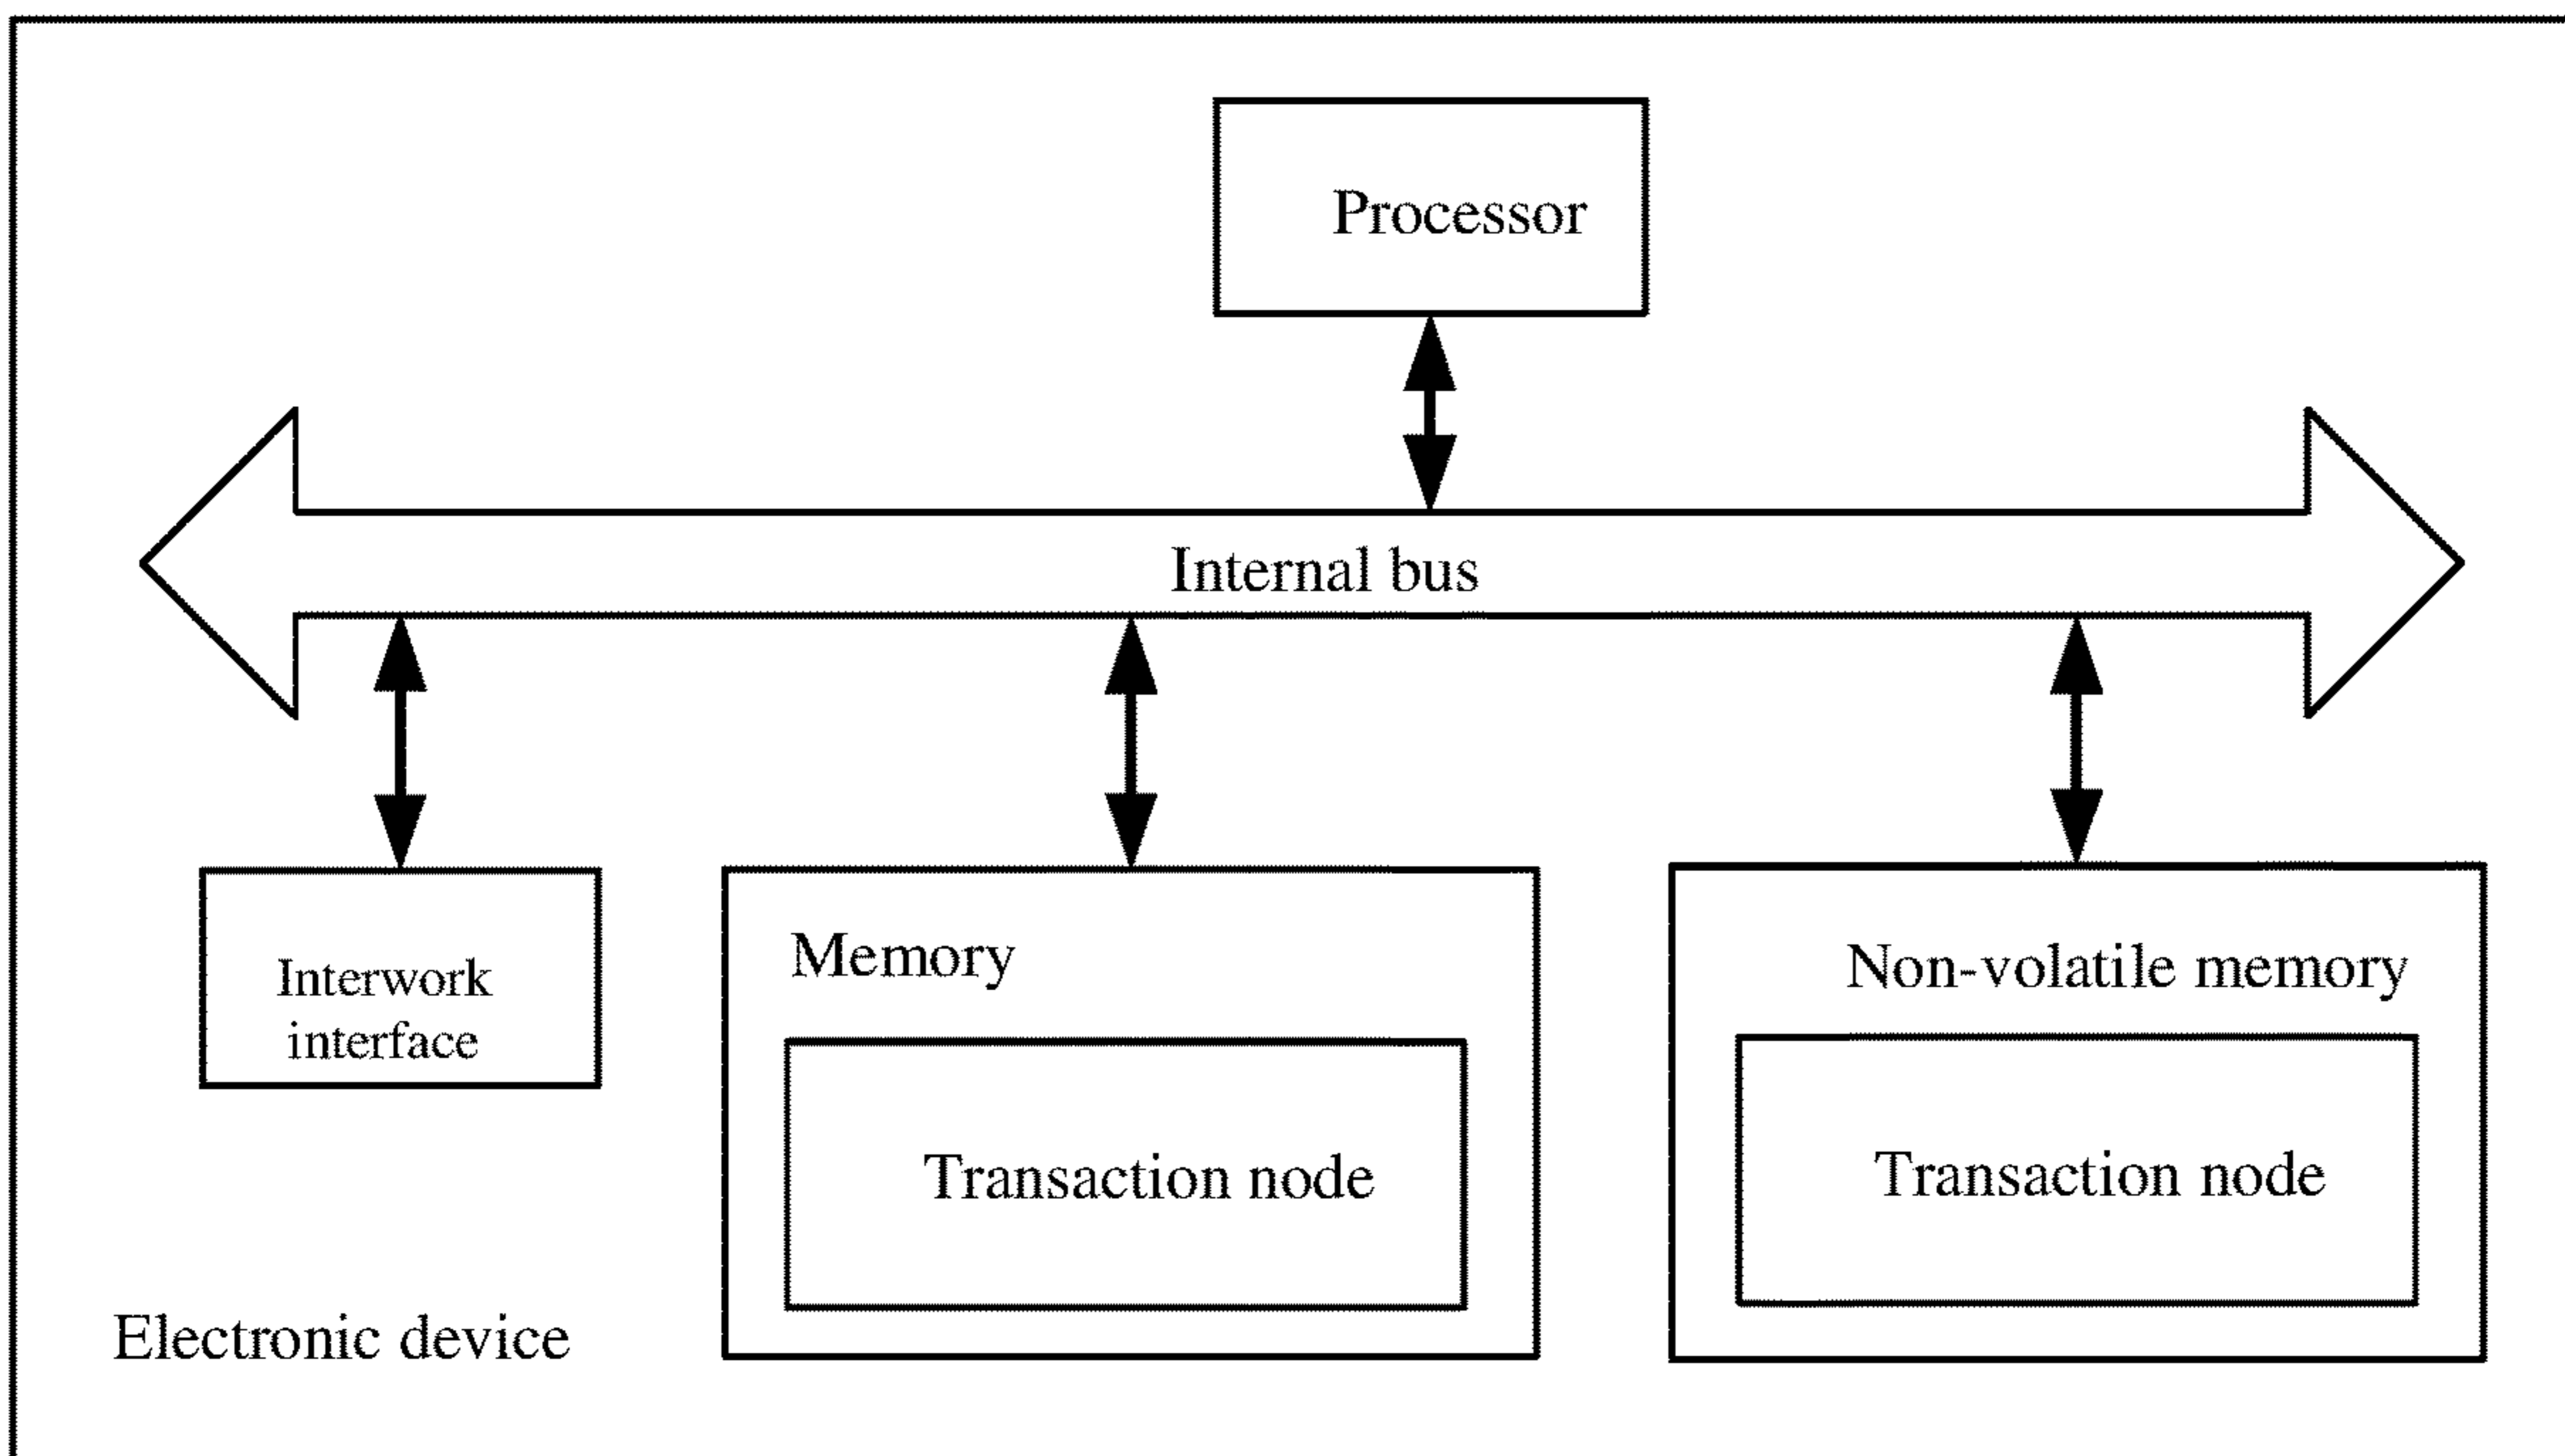 Processor
Internal bus
Interwork
interface
Memory
Transaction node
Non-volatile memory
Transaction node
Electronic device